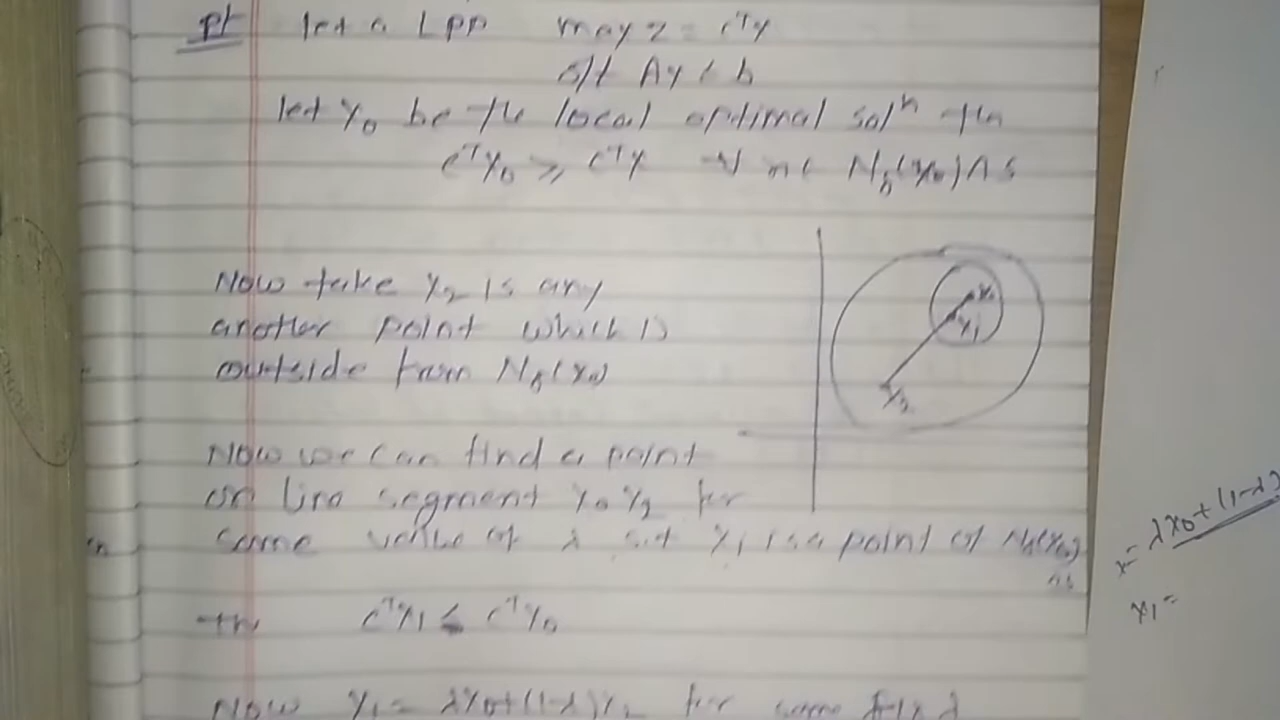 pf let a LPP max z = cᵀx
s/t Ax ≤ b
let x₀ be the local optimal solⁿ then
cᵀx₀ ≥ cᵀx ∀ x ∈ N_δ(x₀)∩S
Now take x₂ is any
another point which is
outside from N_δ(x₀)
x₀
x₁
x₂
Now we can find a point
on line segment x₀x₂ for
some value of λ s.t x₁ is a point of N_δ(x₀)
∩S
then cᵀx₁ ≤ cᵀx₀
Now x₁ = λx₀+(1-λ)x₂ for some fix λ
x = λx₀+(1-λ)
x₁ =